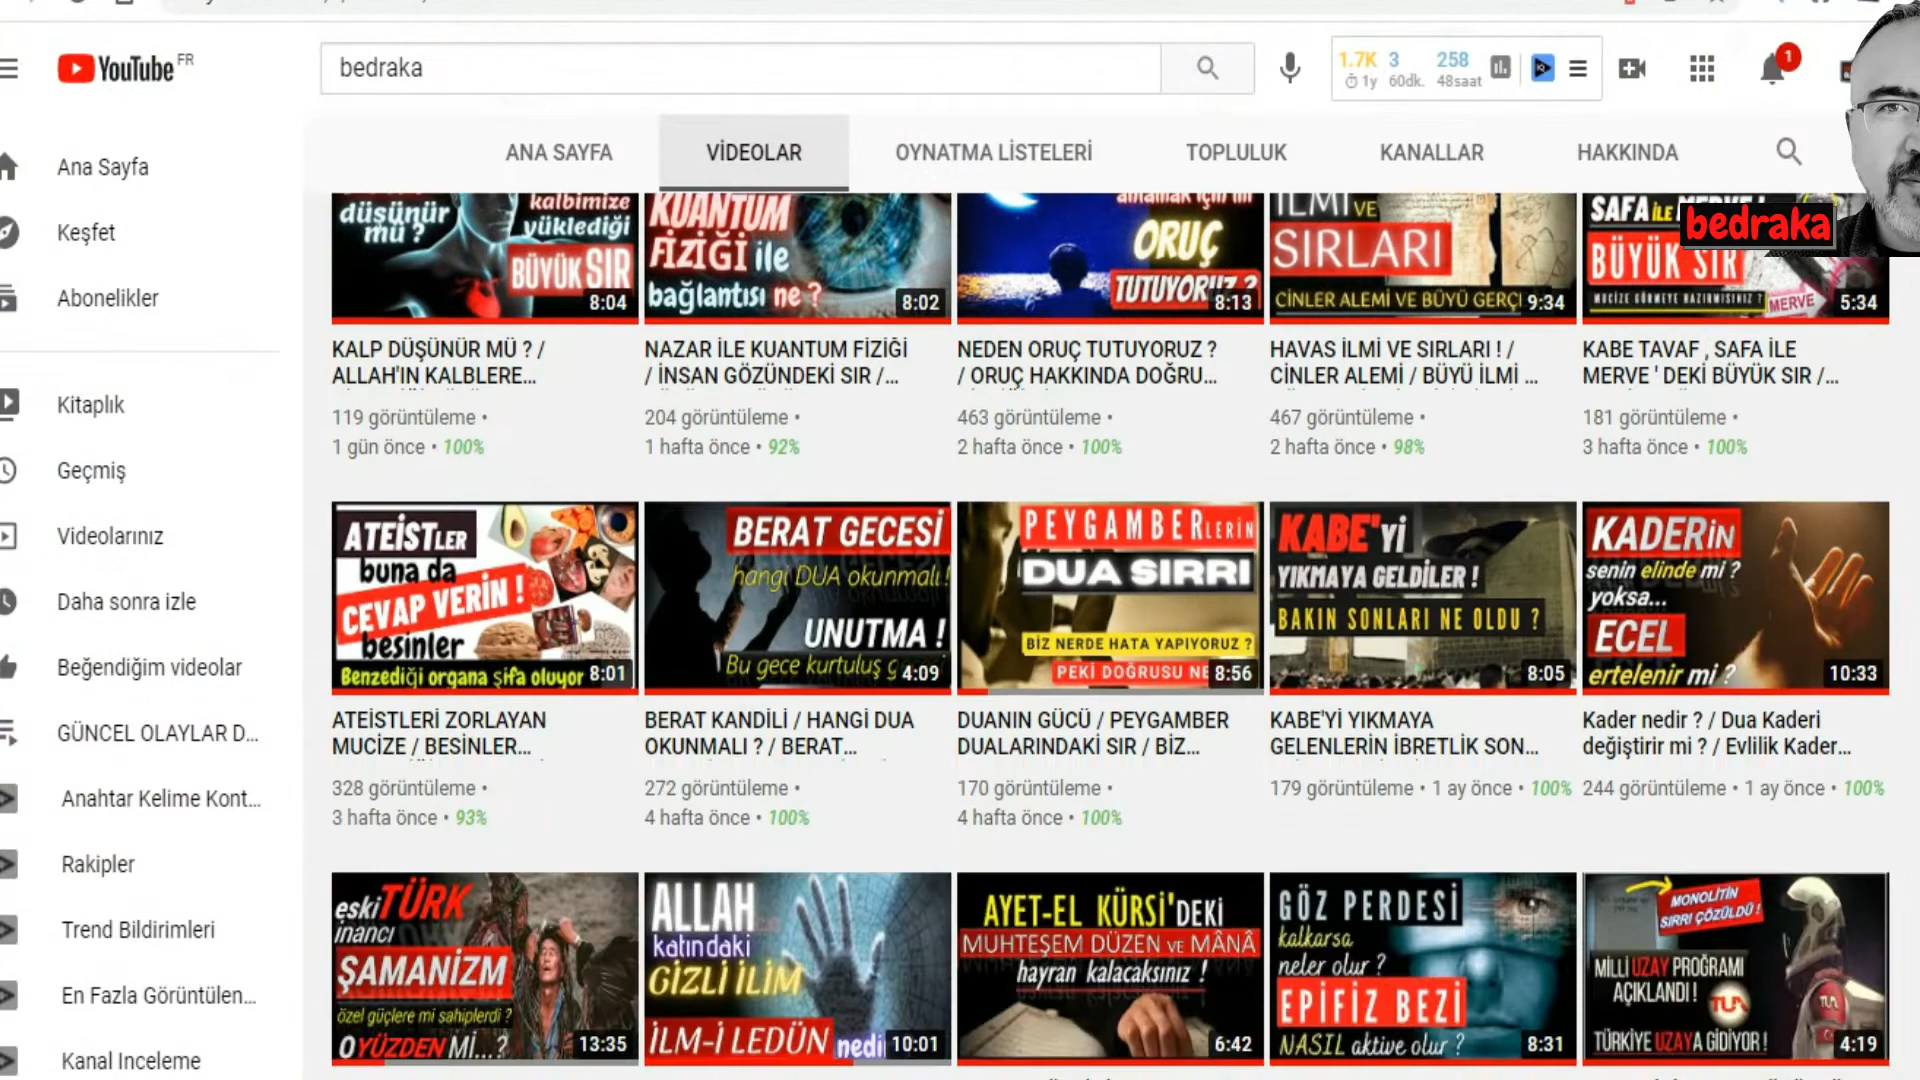 YouTube FR
bedraka
1.7K 3 258
1y 60dk. 48saat
1
bedraka
ANA SAYFA VİDEOLAR OYNATMA LİSTELERİ TOPLULUK KANALLAR HAKKINDA
Ana Sayfa
Keşfet
Abonelikler
Kitaplık
Geçmiş
Videolarınız
Daha sonra izle
Beğendiğim videolar
GÜNCEL OLAYLAR D...
Anahtar Kelime Kont...
Rakipler
Trend Bildirimleri
En Fazla Görüntülen...
Kanal Inceleme
düşünür
mü ?
kalbimize
yüklediği
BÜYÜK SIR
8:04
KALP DÜŞÜNÜR MÜ ? /
ALLAH'IN KALBLERE...
119 görüntüleme •
1 gün önce • 100%
KUANTUM
FİZİĞİ ile
bağlantısı ne ?
8:02
NAZAR İLE KUANTUM FİZİĞİ
/ İNSAN GÖZÜNDEKİ SIR /...
204 görüntüleme •
1 hafta önce • 92%
anlamak için mi
ORUÇ
TUTUYORUZ ?
8:13
NEDEN ORUÇ TUTUYORUZ ?
/ ORUÇ HAKKINDA DOĞRU...
463 görüntüleme •
2 hafta önce • 100%
İLMİ VE
SIRLARI
CİNLER ALEMİ VE BÜYÜ GERÇ
9:34
HAVAS İLMİ VE SIRLARI ! /
CİNLER ALEMİ / BÜYÜ İLMİ ...
467 görüntüleme •
2 hafta önce • 98%
SAFA İLE
BÜYÜK SIR
MUCİZE GÖRMEYE HAZIRMISINIZ ?
MERVE
5:34
KABE TAVAF , SAFA İLE
MERVE ' DEKİ BÜYÜK SIR /...
181 görüntüleme •
3 hafta önce • 100%
ATEİSTLER
buna da
CEVAP VERİN !
besinler
Benzediği organa şifa oluyor
8:01
ATEİSTLERİ ZORLAYAN
MUCİZE / BESİNLER...
328 görüntüleme •
3 hafta önce • 93%
BERAT GECESİ
hangi DUA okunmalı !
UNUTMA !
Bu gece kurtuluş g
4:09
BERAT KANDİLİ / HANGİ DUA
OKUNMALI ? / BERAT...
272 görüntüleme •
4 hafta önce • 100%
PEYGAMBERLERİN
DUA SIRRI
BİZ NERDE HATA YAPIYORUZ ?
PEKİ DOĞRUSU NE
8:56
DUANIN GÜCÜ / PEYGAMBER
DUALARINDAKİ SIR / BİZ...
170 görüntüleme •
4 hafta önce • 100%
KABE'Yİ
YIKMAYA GELDİLER !
BAKIN SONLARI NE OLDU ?
8:05
KABE'Yİ YIKMAYA
GELENLERİN İBRETLİK SON...
179 görüntüleme • 1 ay önce • 100%
KADERİN
senin elinde mi ?
yoksa...
ECEL
ertelenir mi ?
10:33
Kader nedir ? / Dua Kaderi
değiştirir mi ? / Evlilik Kader...
244 görüntüleme • 1 ay önce • 100%
eski TÜRK
inancı
ŞAMANİZM
özel güçlere mi sahiplerdi ?
O YÜZDEN Mİ...?
13:35
ALLAH
katındaki
GİZLİ İLİM
İLM-İ LEDÜN nedi
10:01
AYET-EL KÜRSİ'DEKİ
MUHTEŞEM DÜZEN VE MÂNÂ
hayran kalacaksınız !
6:42
GÖZ PERDESİ
kalkarsa
neler olur ?
EPİFİZ BEZİ
NASIL aktive olur ?
8:31
MONOLİTİN
SIRRI ÇÖZÜLDÜ !
MİLLİ UZAY PROĞRAMI
AÇIKLANDI !
TUA
TÜRKİYE UZAYA GİDİYOR !
4:19